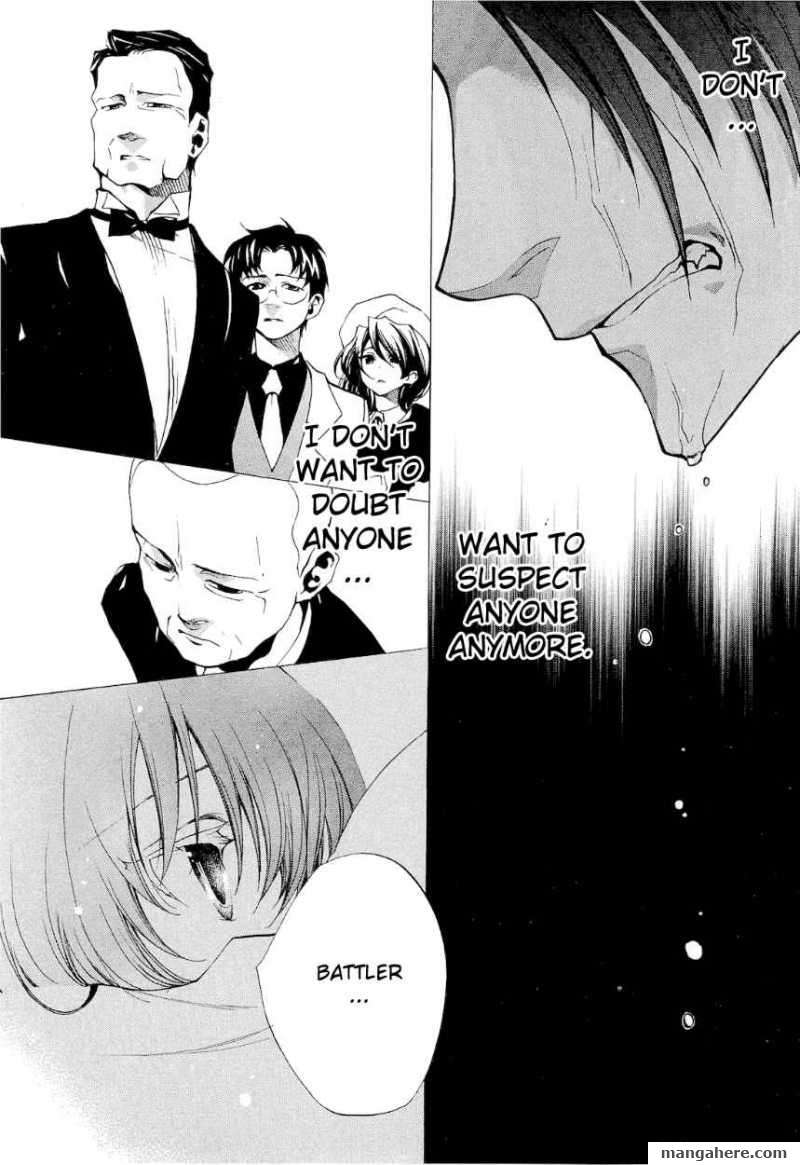 I
DON'T
...
WANT TO
SUSPECT
ANYONE
ANYMORE.
I DON'T
WANT TO
DOUBT
ANYONE
...
BATTLER
...
mangahere.com